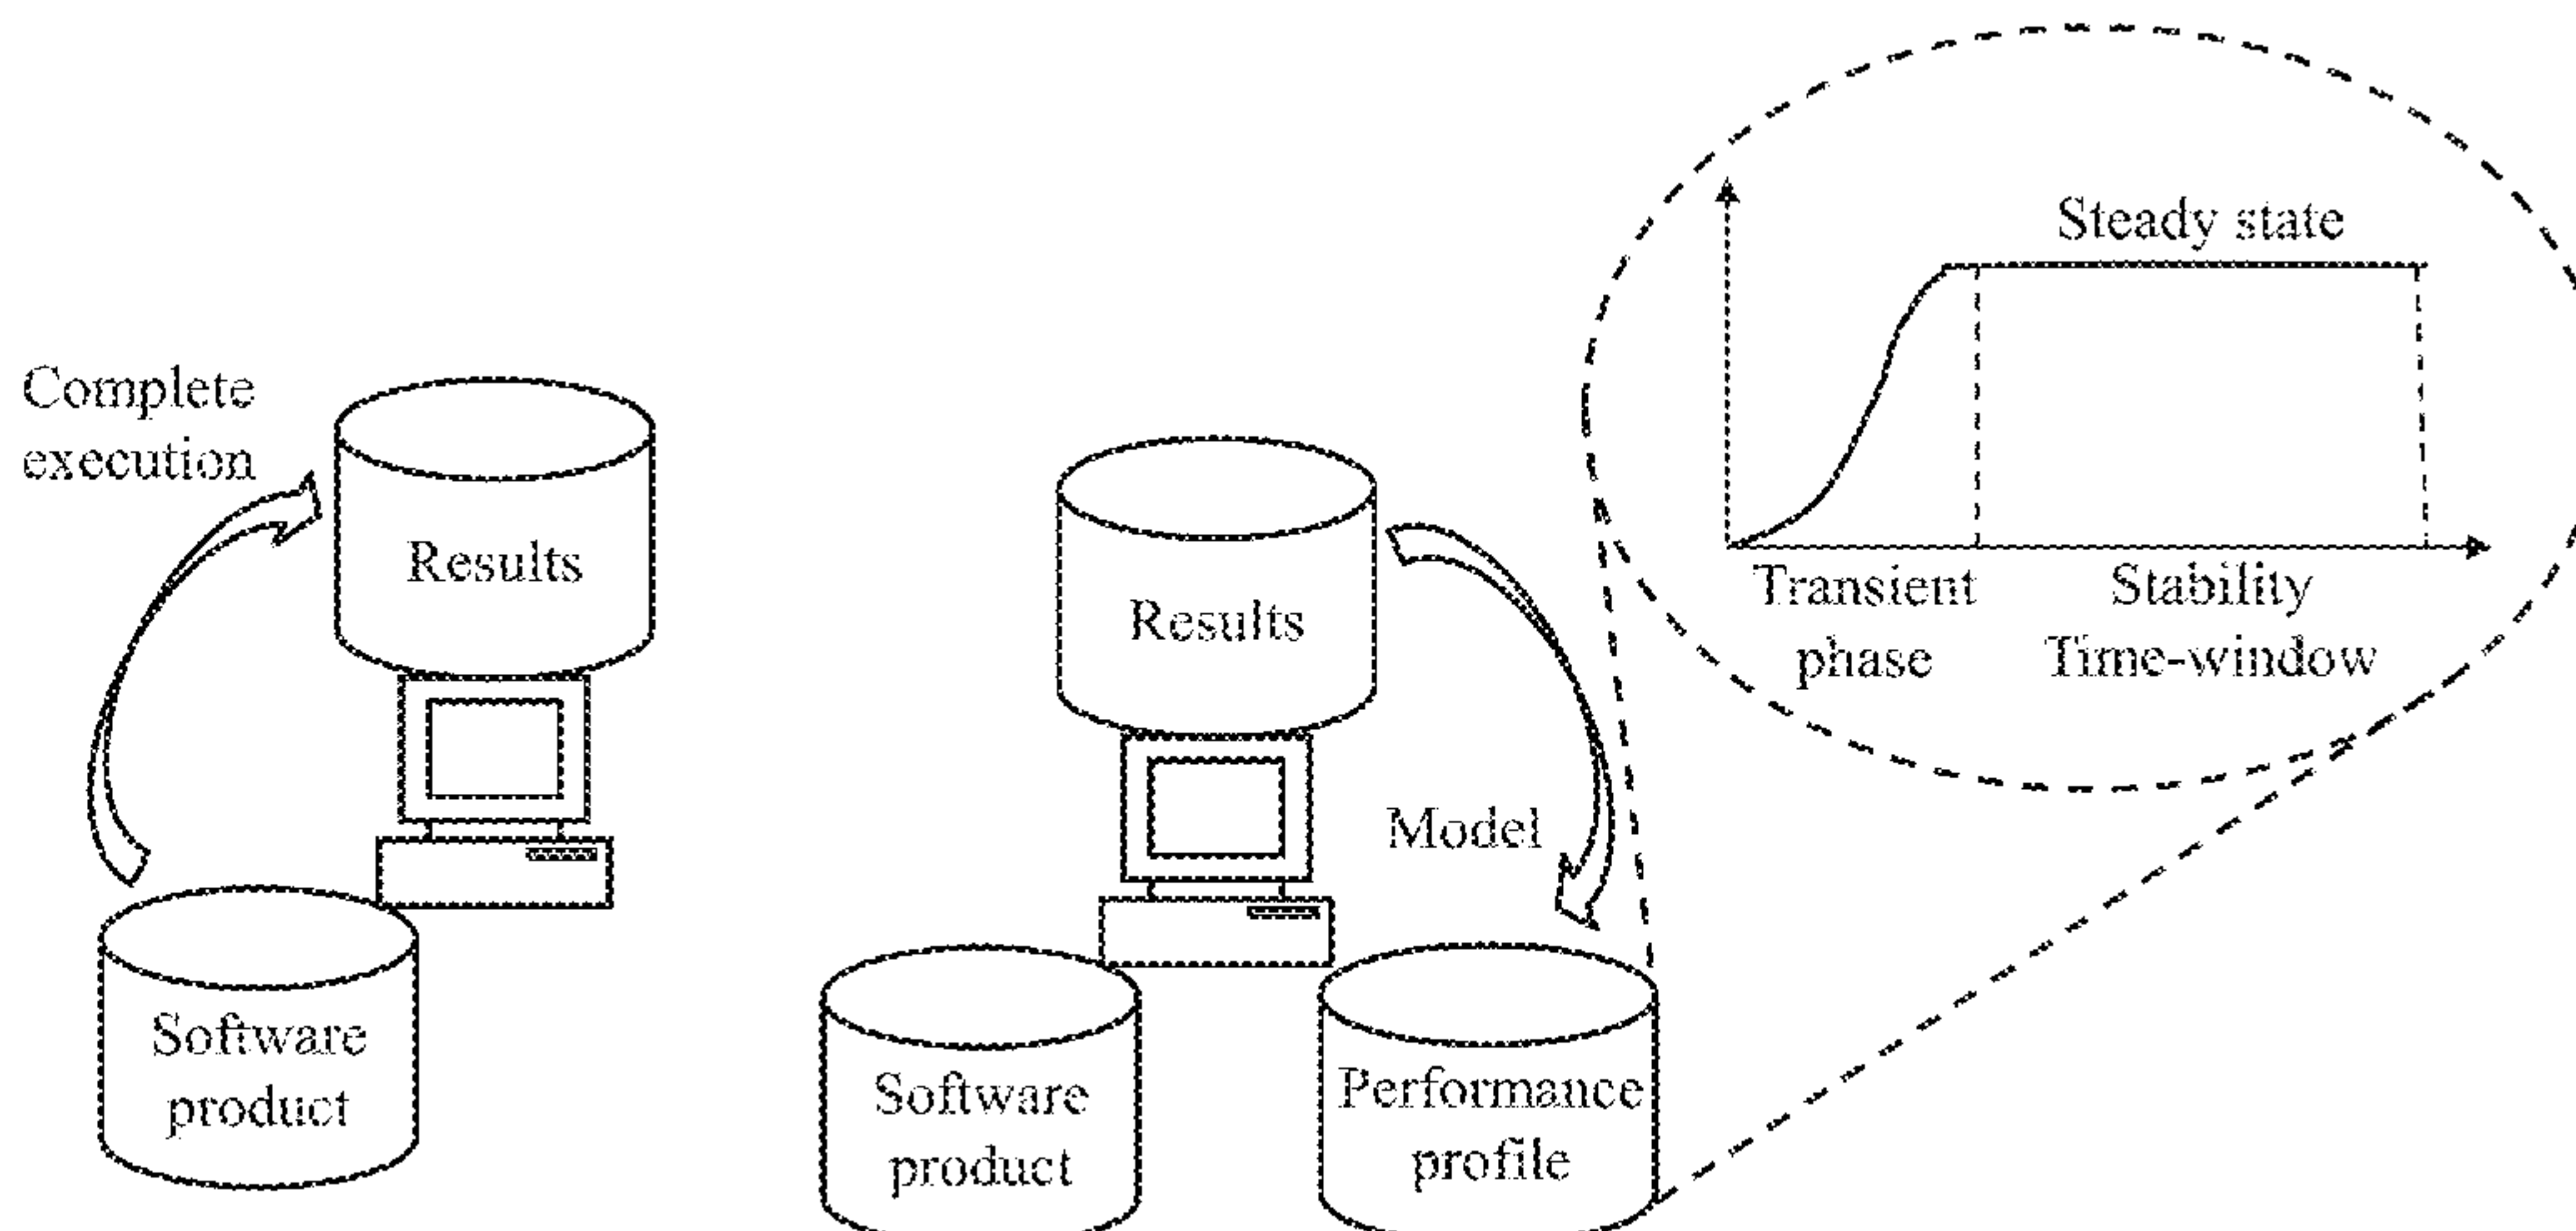 Complete
execution
Results
Software
product
Results
Model
Software
product
Performance
profile
Steady state
Transient
phase
Stability
Time-window